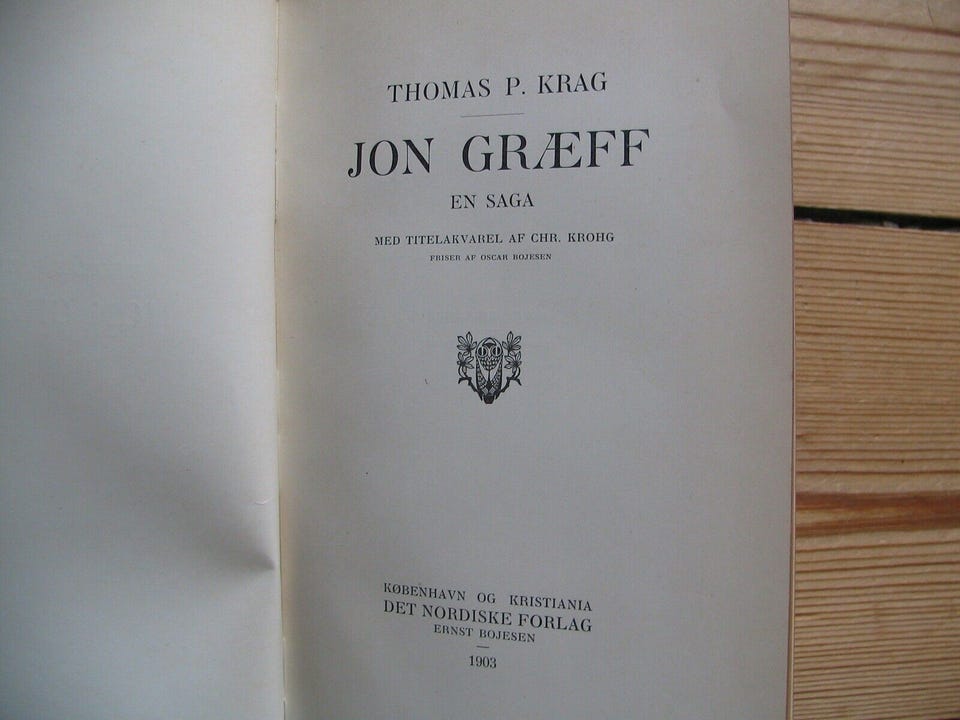 THOMAS P. KRAG
JON GRÆFF
EN SAGA
MED TITELAKVAREL AF CHR. KROHG
FRISER AF OSCAR BOJESEN
KØBENHAVN OG KRISTIANIA
DET NORDISKE FORLAG
ERNST BOJESEN
1903